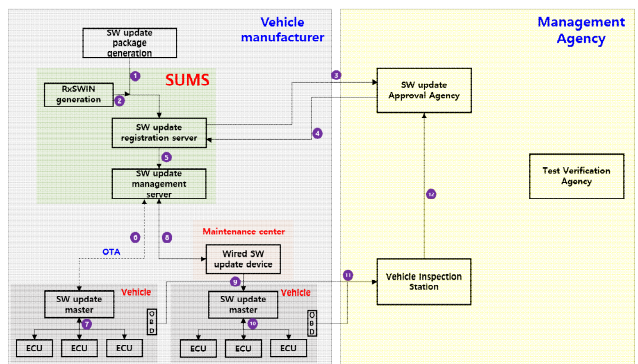 Vehicle
manufacturer
Management
Agency
SW update
package
generation
1
SUMS
RxSWIN
generation
2
3
SW update
Approval Agency
SW update
registration server
4
5
SW update
management
server
Test Verification
Agency
12
6
8
Maintenance center
OTA
Wired SW
update device
9
11
Vehicle Inspection
Station
Vehicle
SW update
master
7
O
B
D
ECU
ECU
ECU
Vehicle
SW update
master
10
O
B
D
ECU
ECU
ECU